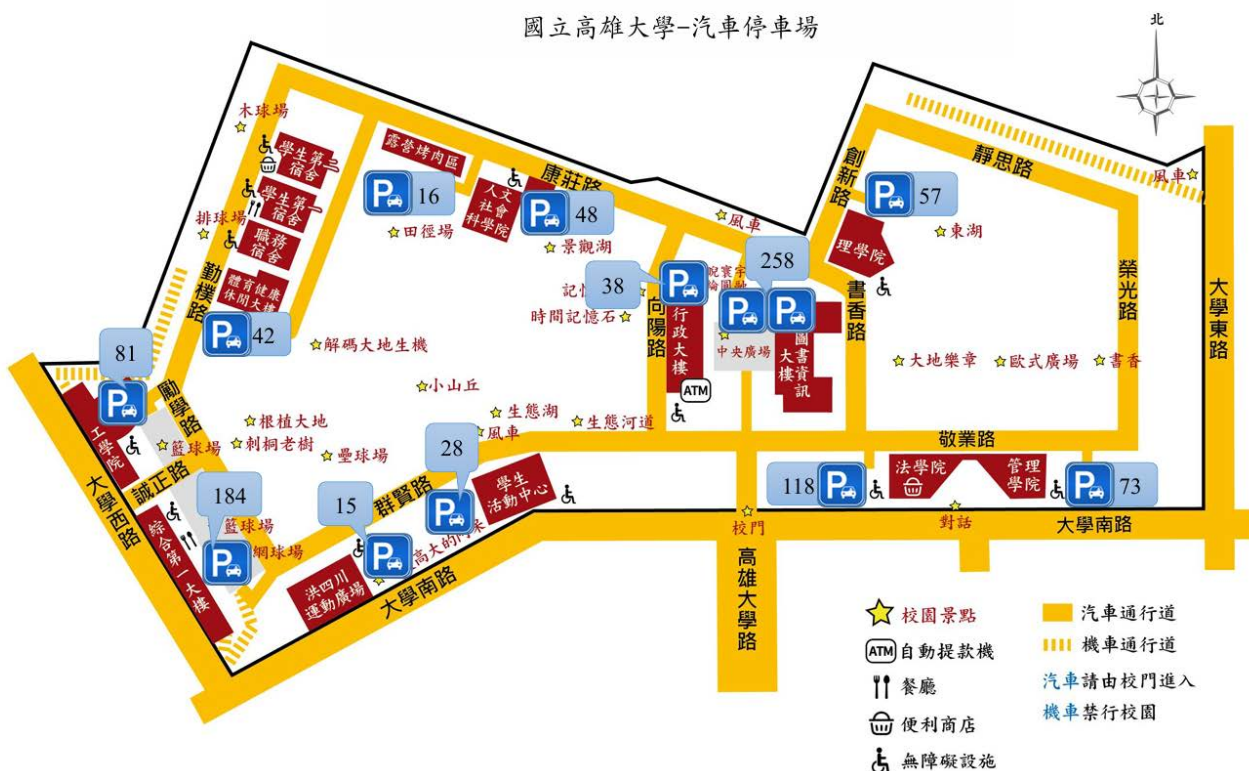 國立高雄大學-汽車停車場
北
木球場
學生第二
宿舍
學生第一
宿舍
排球場
職務
宿舍
體育健康
休閒大樓
勤樸路
露營烤肉區
康莊路
人文
社會
科學院
P
16
P
48
田徑場
景觀湖
風車
創新路
靜思路
風車
P
57
理學院
東湖
榮光路
大學東路
P
42
81
P
38
P
時間記憶石
向陽路
行政大樓
ATM
258
P
P
中央廣場
圖書資訊
大樓
書香路
大地樂章
歐式廣場
書香
解碼大地生機
小山丘
勵學路
根植大地
刺桐老樹
壘球場
生態湖
風車
生態河道
敬業路
工學院
籃球場
誠正路
大學西路
184
P
籃球場
網球場
綜合第一大樓
15
P
28
P
群賢路
學生
活動中心
洪四川
運動廣場
大學南路
118
P
法學院
管理
學院
P
73
校門
對話
大學南路
高雄大學路
校園景點
ATM
自動提款機
餐廳
便利商店
無障礙設施
汽車通行道
機車通行道
汽車請由校門進入
機車禁行校園